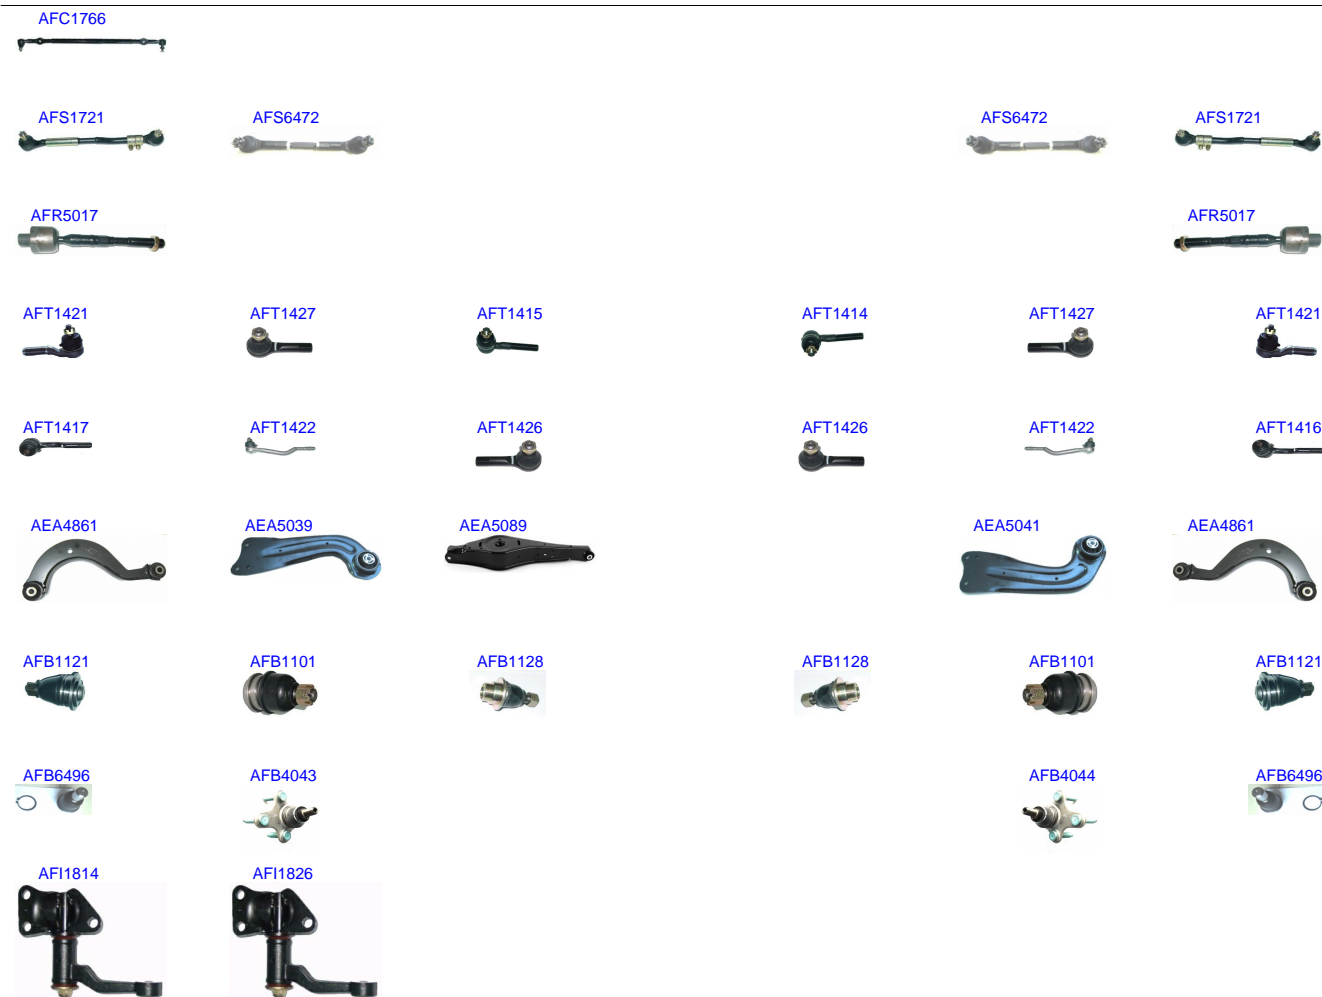 AFC1766
AFS1721 AFS6472 AFS6472 AFS1721
AFR5017 AFR5017
AFT1421 AFT1427 AFT1415 AFT1414 AFT1427 AFT1421
AFT1417 AFT1422 AFT1426 AFT1426 AFT1422 AFT1416
AEA4861 AEA5039 AEA5089 AEA5041 AEA4861
AFB1121 AFB1101 AFB1128 AFB1128 AFB1101 AFB1121
AFB6496 AFB4043 AFB4044 AFB6496
AFI1814 AFI1826